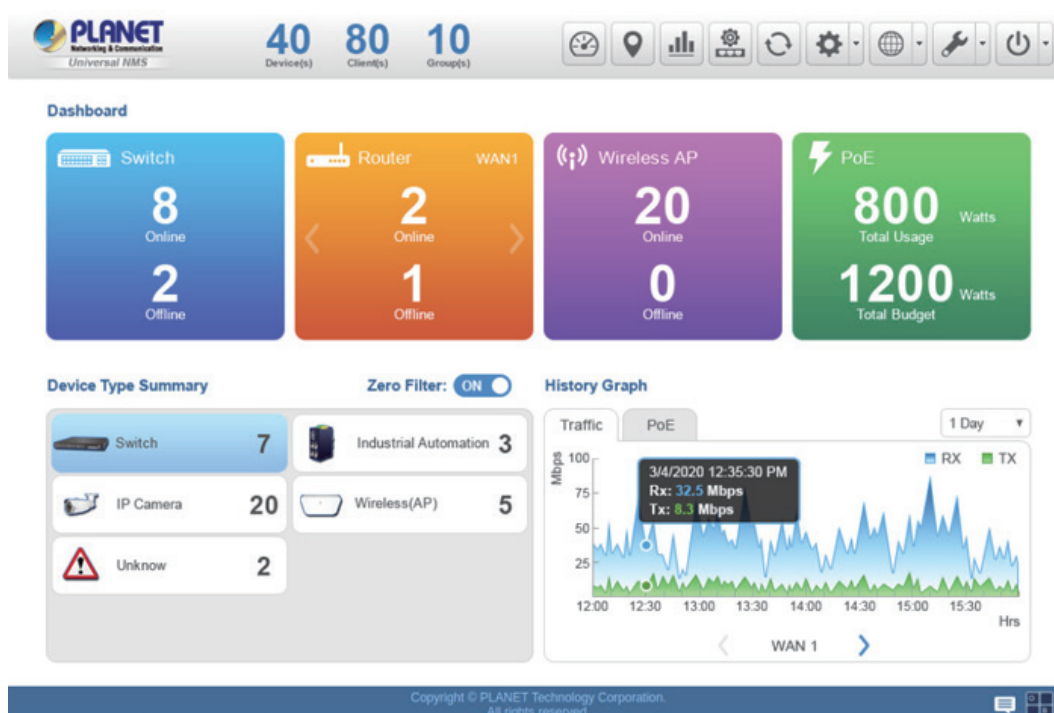 PLANET
Networking & Communication
Universal NMS
40 80 10
Device(s) Client(s) Group(s)
Dashboard
Switch
8
Online
2
Offline
Router WAN1
2
Online
1
Offline
Wireless AP
20
Online
0
Offline
PoE
800 Watts
Total Usage
1200 Watts
Total Budget
Device Type Summary Zero Filter: ON
Switch 7
Industrial Automation 3
IP Camera 20
Wireless(AP) 5
Unknow 2
History Graph
Traffic PoE 1 Day
Mbps
RX TX
100
75
50
25
3/4/2020 12:35:30 PM
Rx: 32.5 Mbps
Tx: 8.3 Mbps
12:00 12:30 13:00 13:30 14:00 14:30 15:00 15:30
Hrs
WAN 1
Copyright © PLANET Technology Corporation.
All rights reserved